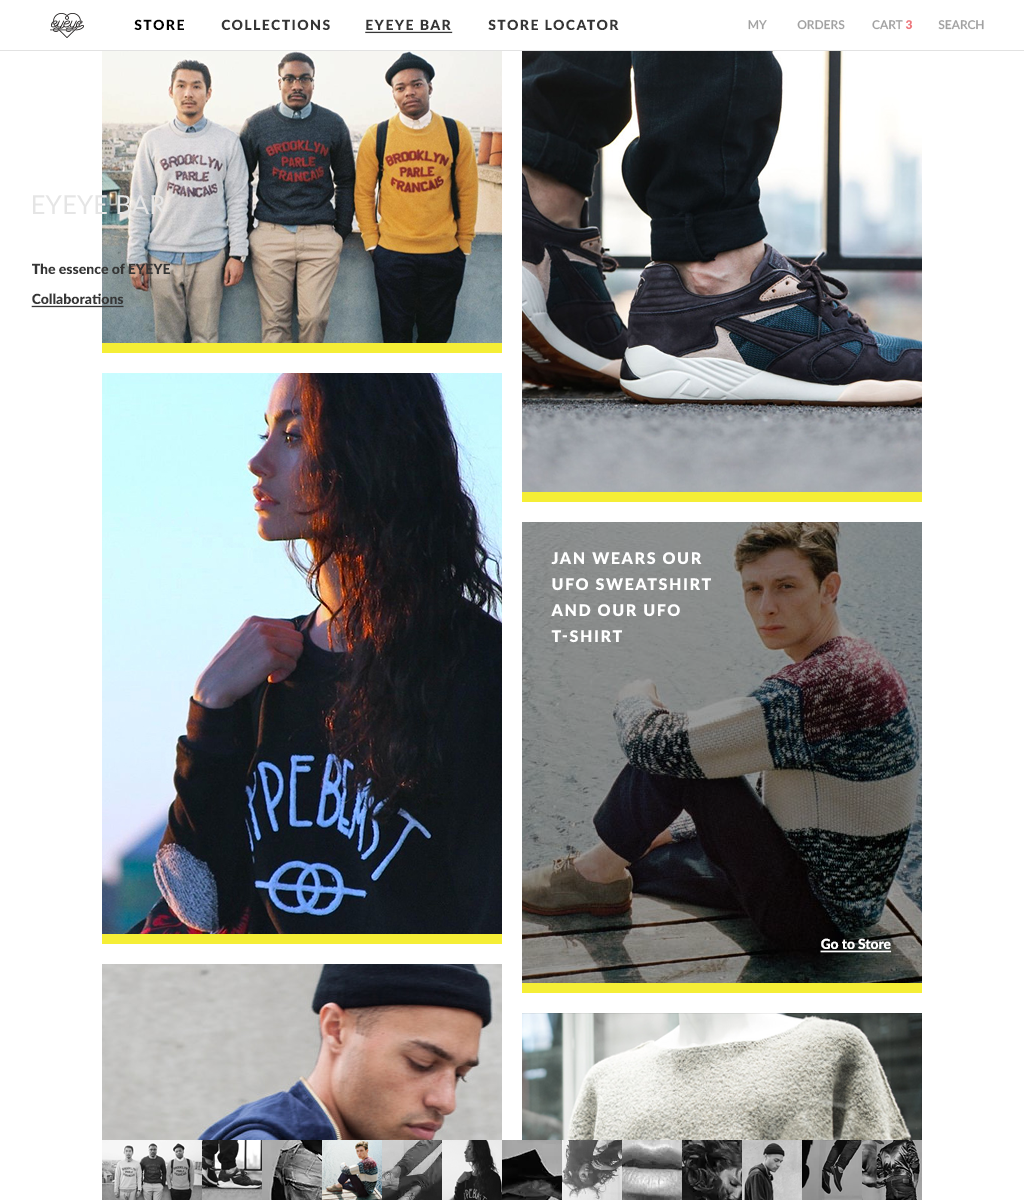 eyeye
STORE
COLLECTIONS
EYEYE BAR
STORE LOCATOR
MY
ORDERS
CART 3
SEARCH
BROOKLYN
PARLE
FRANCAIS
BROOKLYN
PARLE
FRANCAIS
BROOKLYN
PARLE
FRANCAIS
EYEYE BAR
The essence of EYEYE
Collaborations
YPEBEAST
JAN WEARS OUR
UFO SWEATSHIRT
AND OUR UFO
T-SHIRT
Go to Store